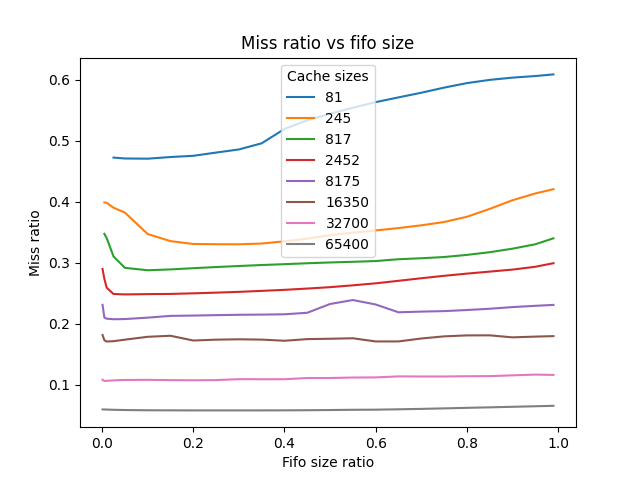 Miss ratio vs fifo size
Cache sizes
81
245
817
2452
8175
16350
32700
65400
Miss ratio
0.6
0.5
0.4
0.3
0.2
0.1
0.0 0.2 0.4 0.6 0.8 1.0
Fifo size ratio